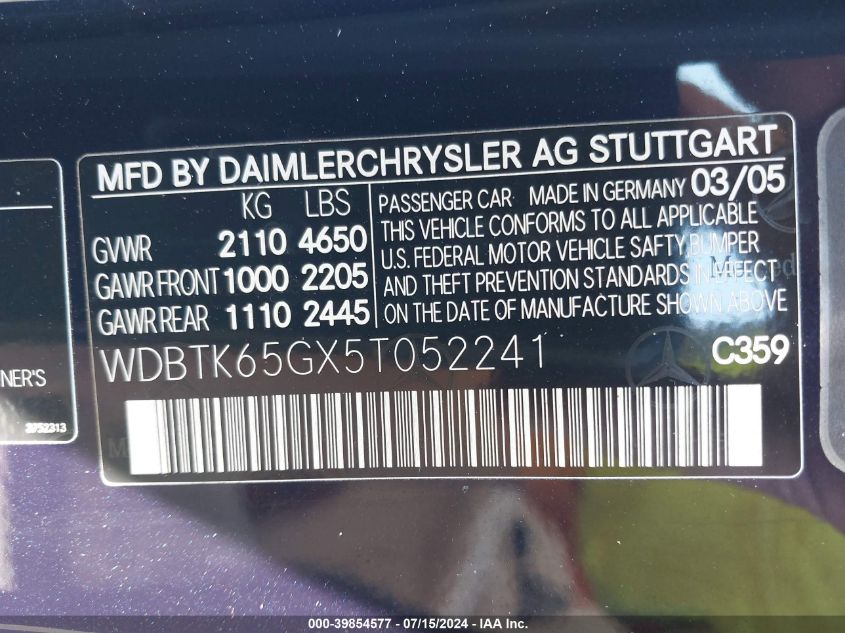 MFD BY DAIMLERCHRYSLER AG STUTTGART
KG LBS
GVWR 2110 4650
GAWR FRONT 1000 2205
GAWR REAR 1110 2445
PASSENGER CAR MADE IN GERMANY 03/05
THIS VEHICLE CONFORMS TO ALL APPLICABLE
U.S. FEDERAL MOTOR VEHICLE SAFTY, BUMPER
AND THEFT PREVENTION STANDARDS IN EFFECT
ON THE DATE OF MANUFACTURE SHOWN ABOVE
WDBTK65GX5T052241 C359
NER'S
2752313
000-39854577 - 07/15/2024 - IAA Inc.